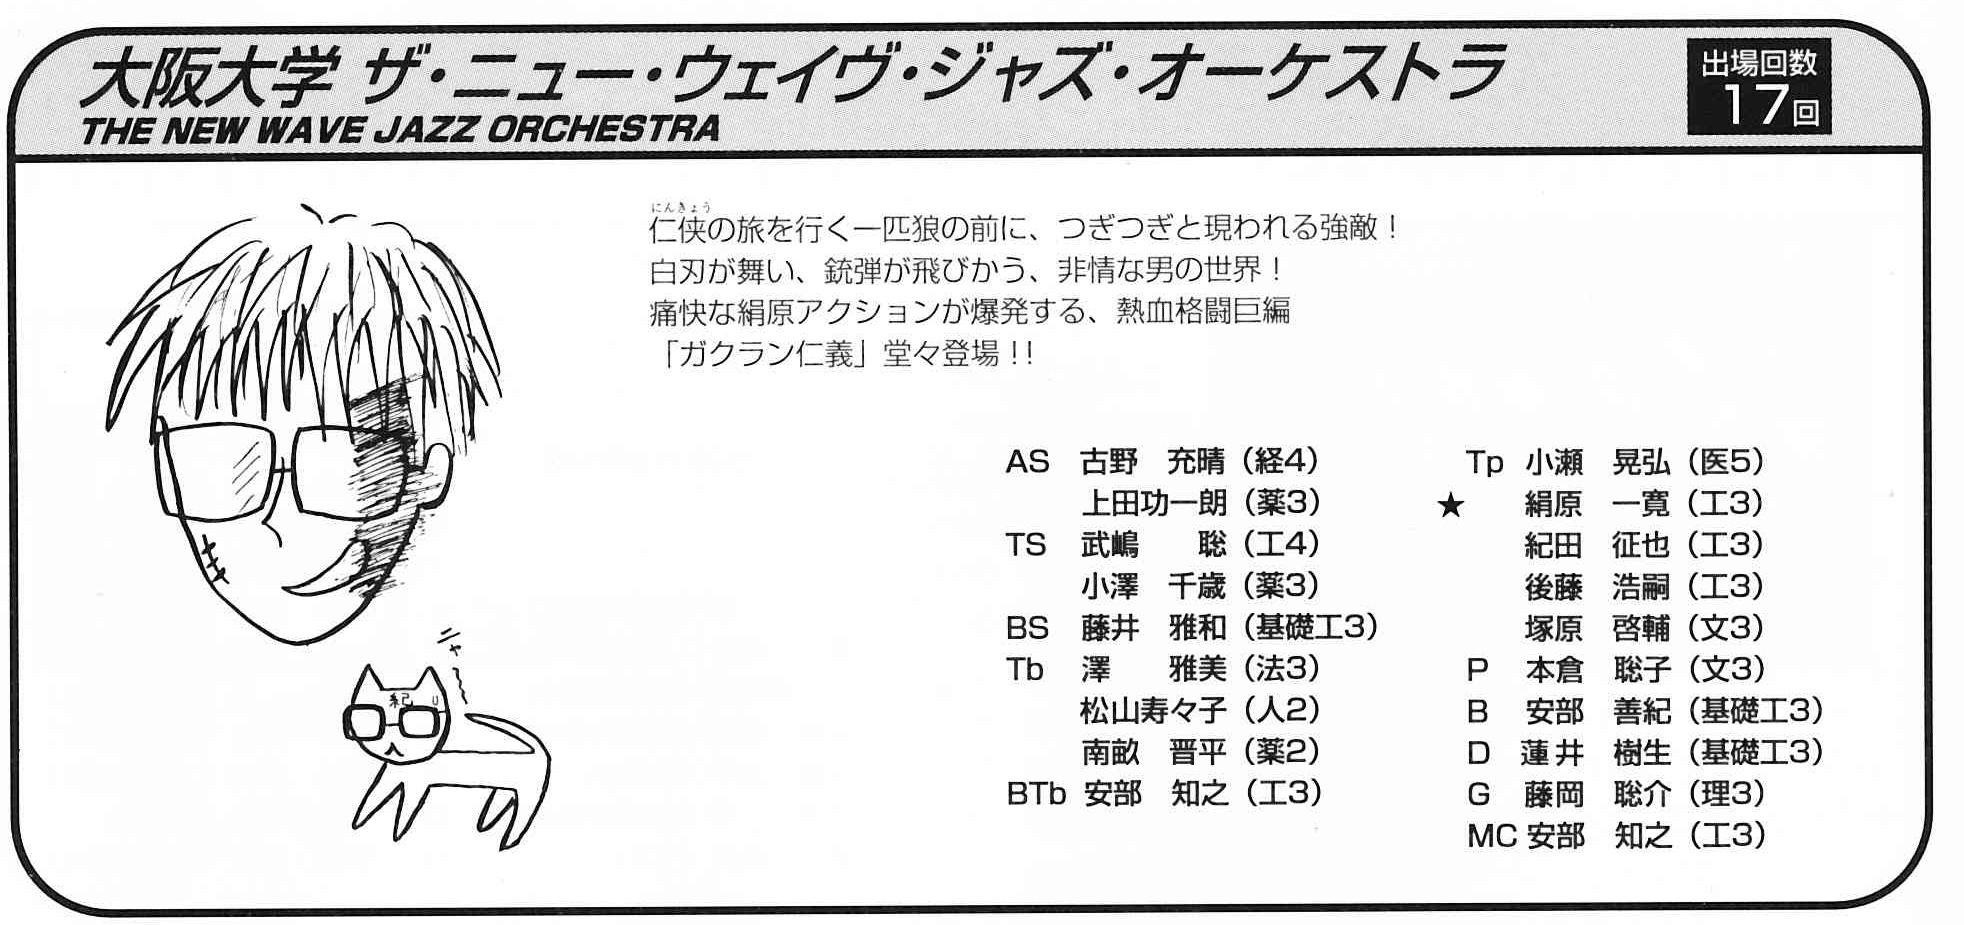 大阪大学 ザ・ニュー・ウェイヴ・ジャズ・オーケストラ
THE NEW WAVE JAZZ ORCHESTRA
出場回数
17回
にんきょう
仁侠の旅を行く一匹狼の前に、つぎつぎと現われる強敵！
白刃が舞い、銃弾が飛びかう、非情な男の世界！
痛快な絹原アクションが爆発する、熱血格闘巨編
「ガクラン仁義」堂々登場！！
ニャ〜
紀
AS 古野 充晴（経4）
上田功一朗（薬3）
TS 武嶋 聡（工4）
小澤 千歳（薬3）
BS 藤井 雅和（基礎工3）
Tb 澤 雅美（法3）
松山寿々子（人2）
南畝 晋平（薬2）
BTb 安部 知之（工3）
Tp 小瀬 晃弘（医5）
★ 絹原 一寛（工3）
紀田 征也（工3）
後藤 浩嗣（工3）
塚原 啓輔（文3）
P 本倉 聡子（文3）
B 安部 善紀（基礎工3）
D 蓮井 樹生（基礎工3）
G 藤岡 聡介（理3）
MC 安部 知之（工3）